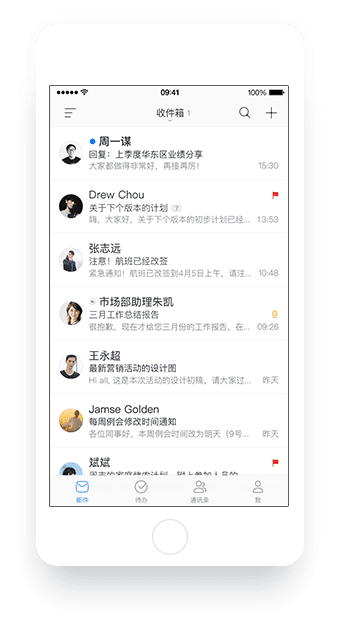 09:41
100%
收件箱 1
周一谋
回复：上季度华东区业绩分享
大家都做得非常好，再接再厉！ 15:30
Drew Chou
关于下个版本的计划 7
嗨，大家好，关于下个版本的初步计划已经... 13:53
张志远
注意！航班已经改签
紧急通知！航班已改签到4月5日上午，请注... 10:48
市场部助理朱凯
三月工作总结报告 @
很抱歉，现在才给您三月份的工作报告，在... 09:26
王永超
最新营销活动的设计图
Hi all, 这是本次活动的设计初稿，请大家过... 昨天
Jamse Golden
每周例会修改时间通知
各位同事好，本周例会时间改为明天（9号... 昨天
斌斌
邮件 待办 通讯录 我